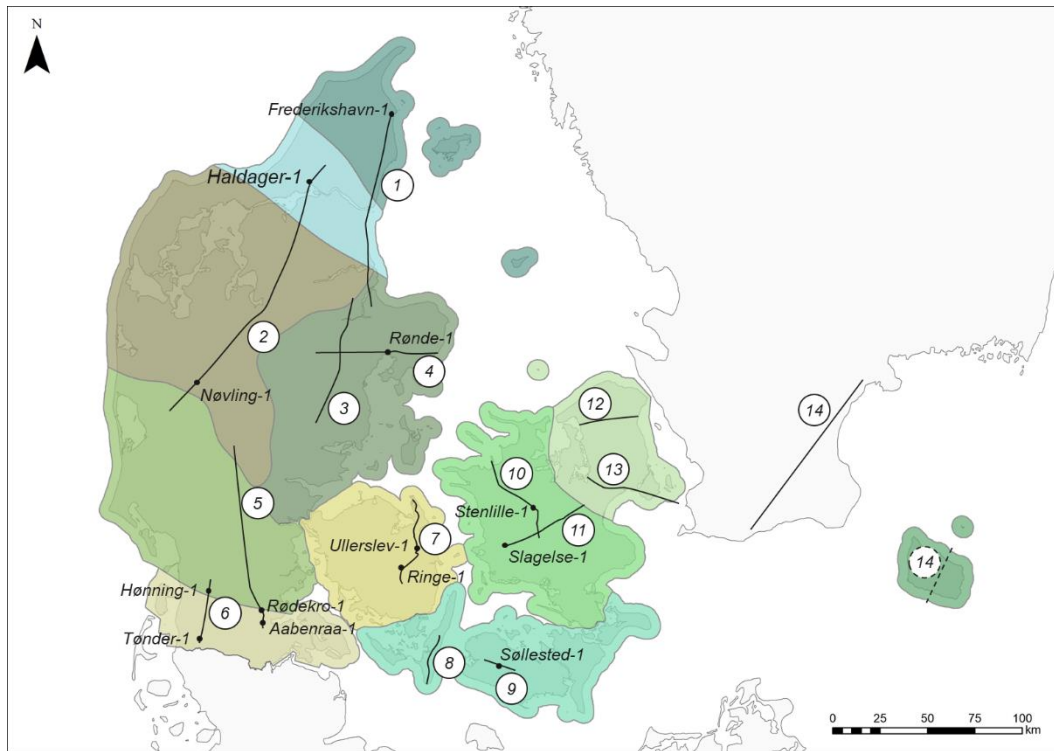 N
Frederikshavn-1
Haldager-1
1
2
Rønde-1
4
Nøvling-1
3
12
14
10
13
5
Stenlille-1
7
11
Ullerslev-1
Slagelse-1
14
Ringe-1
Hønning-1
6
Rødekro-1
Aabenraa-1
Tønder-1
8
Søllested-1
9
0 25 50 75 100
km